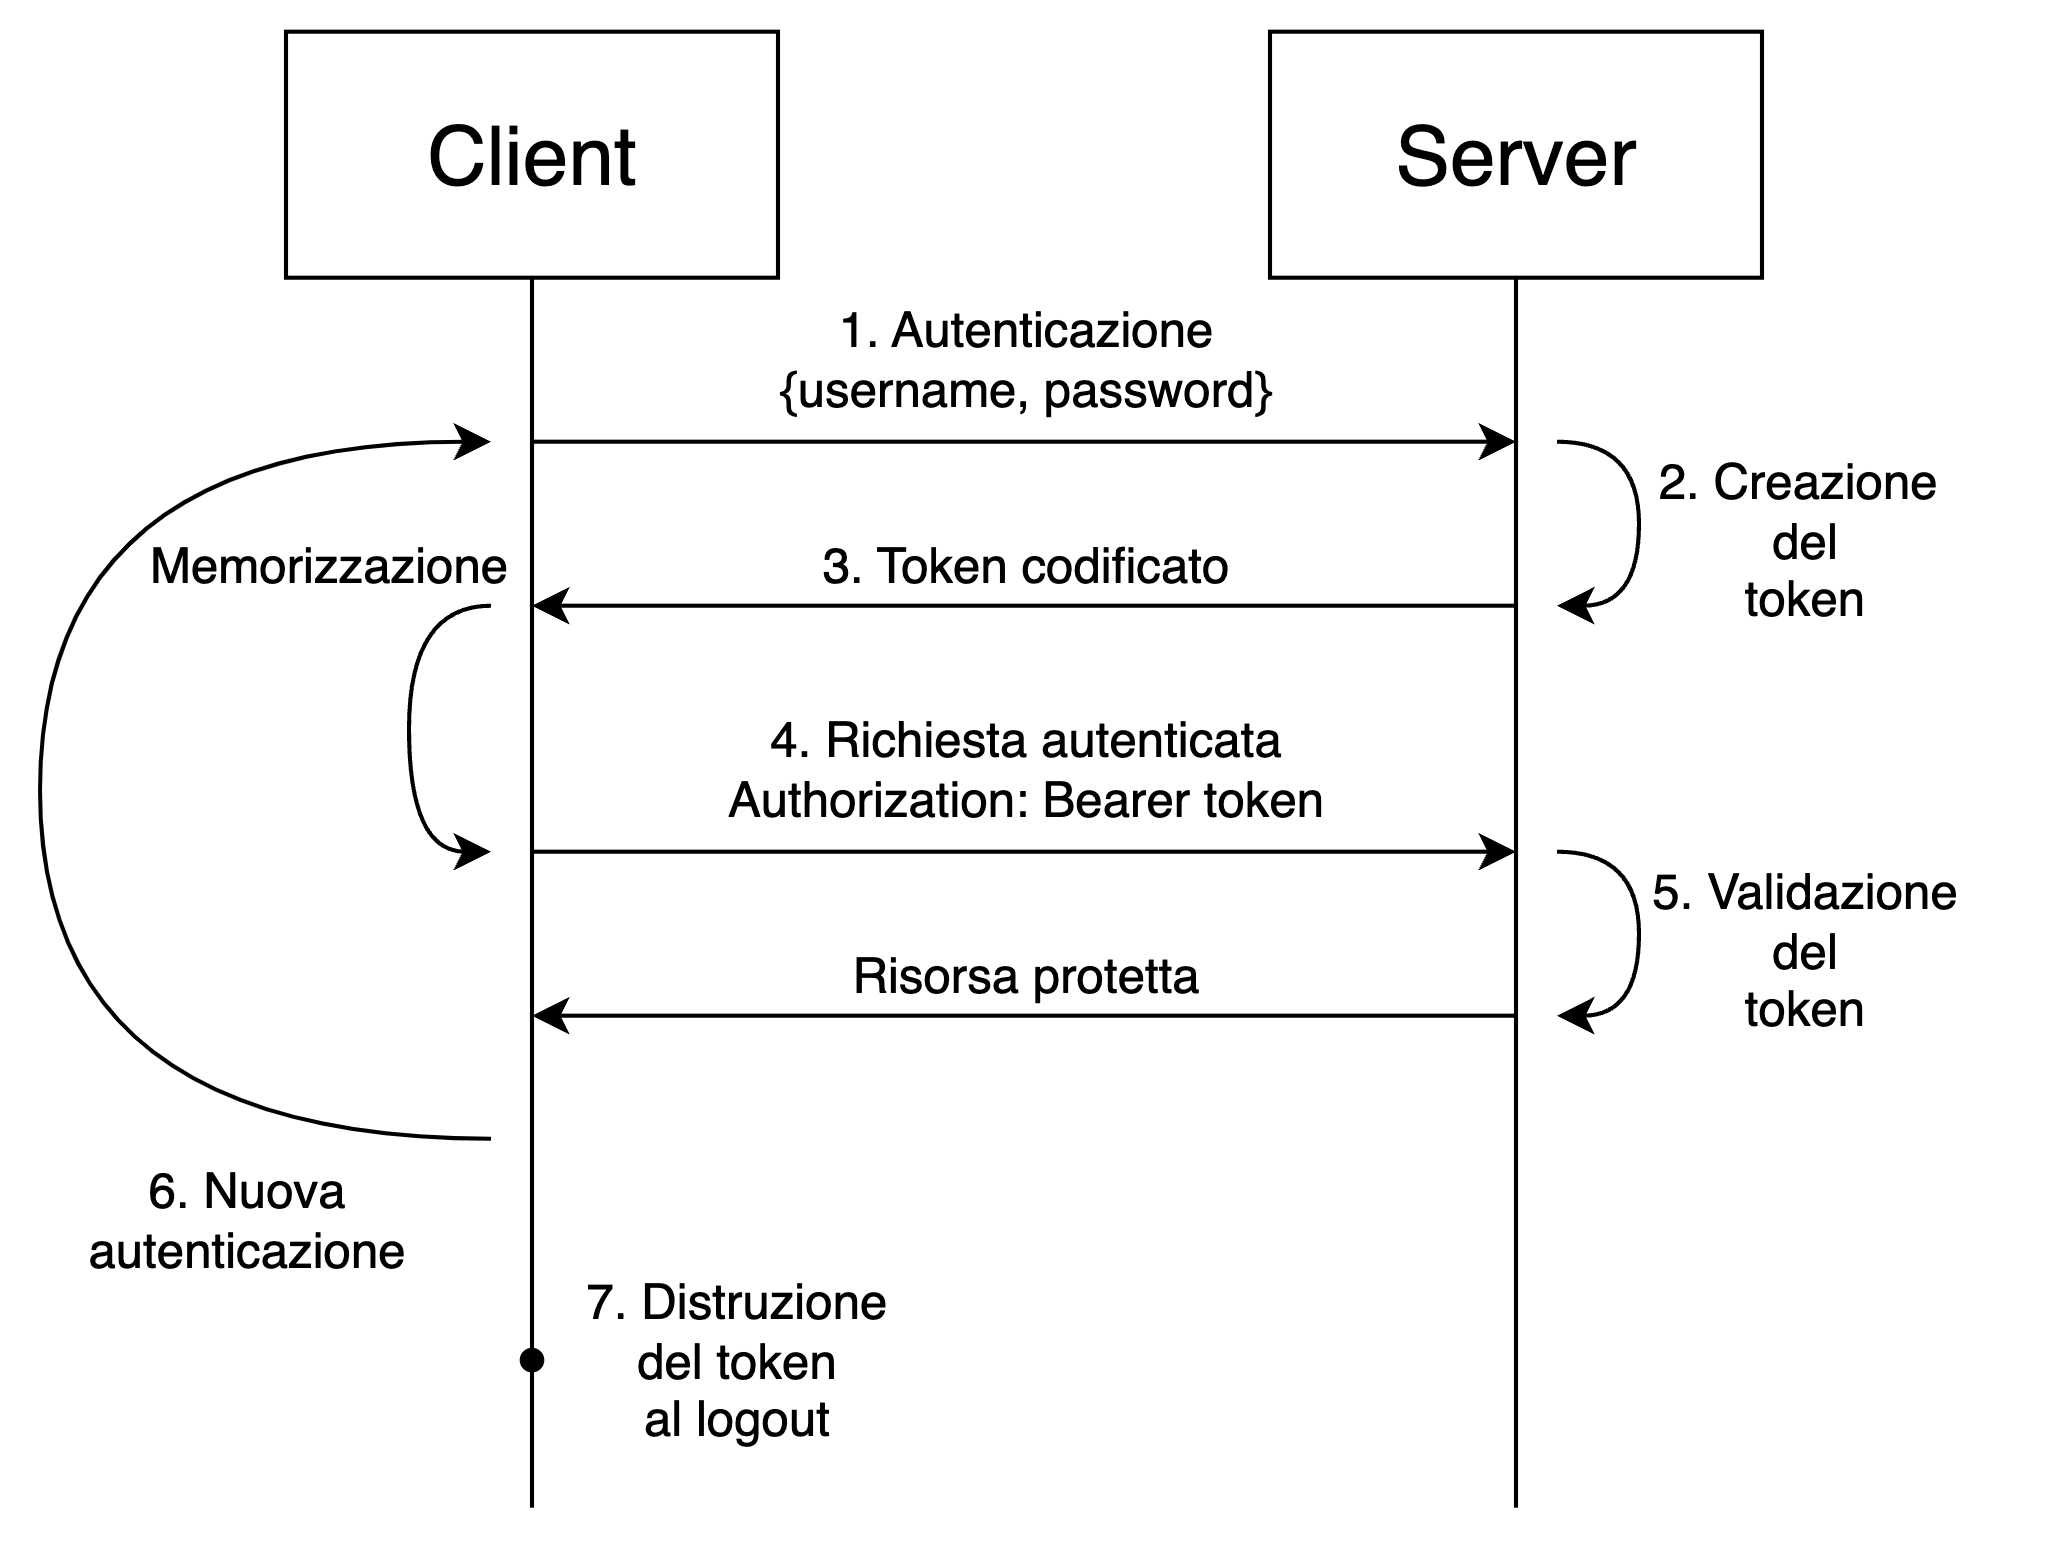 Client
Server
1. Autenticazione
{username, password}
2. Creazione
del
token
Memorizzazione
3. Token codificato
4. Richiesta autenticata
Authorization: Bearer token
5. Validazione
del
token
Risorsa protetta
6. Nuova
autenticazione
7. Distruzione
del token
al logout